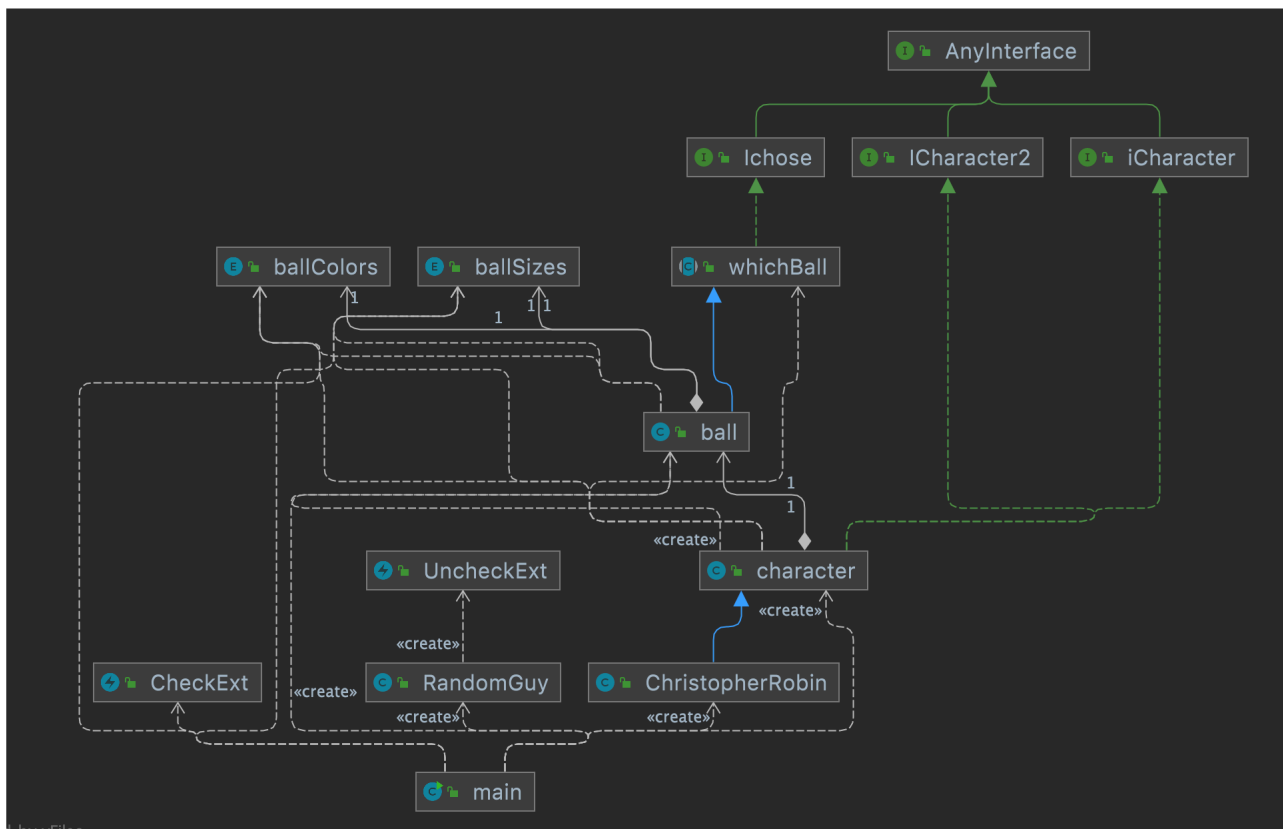 AnyInterface
Ichose
ICharacter2
iCharacter
ballColors
ballSizes
whichBall
1
1 1
1
ball
1
1
«create»
UncheckExt
character
«create»
«create»
CheckExt
«create»
RandomGuy
ChristopherRobin
«create»
«create»
main